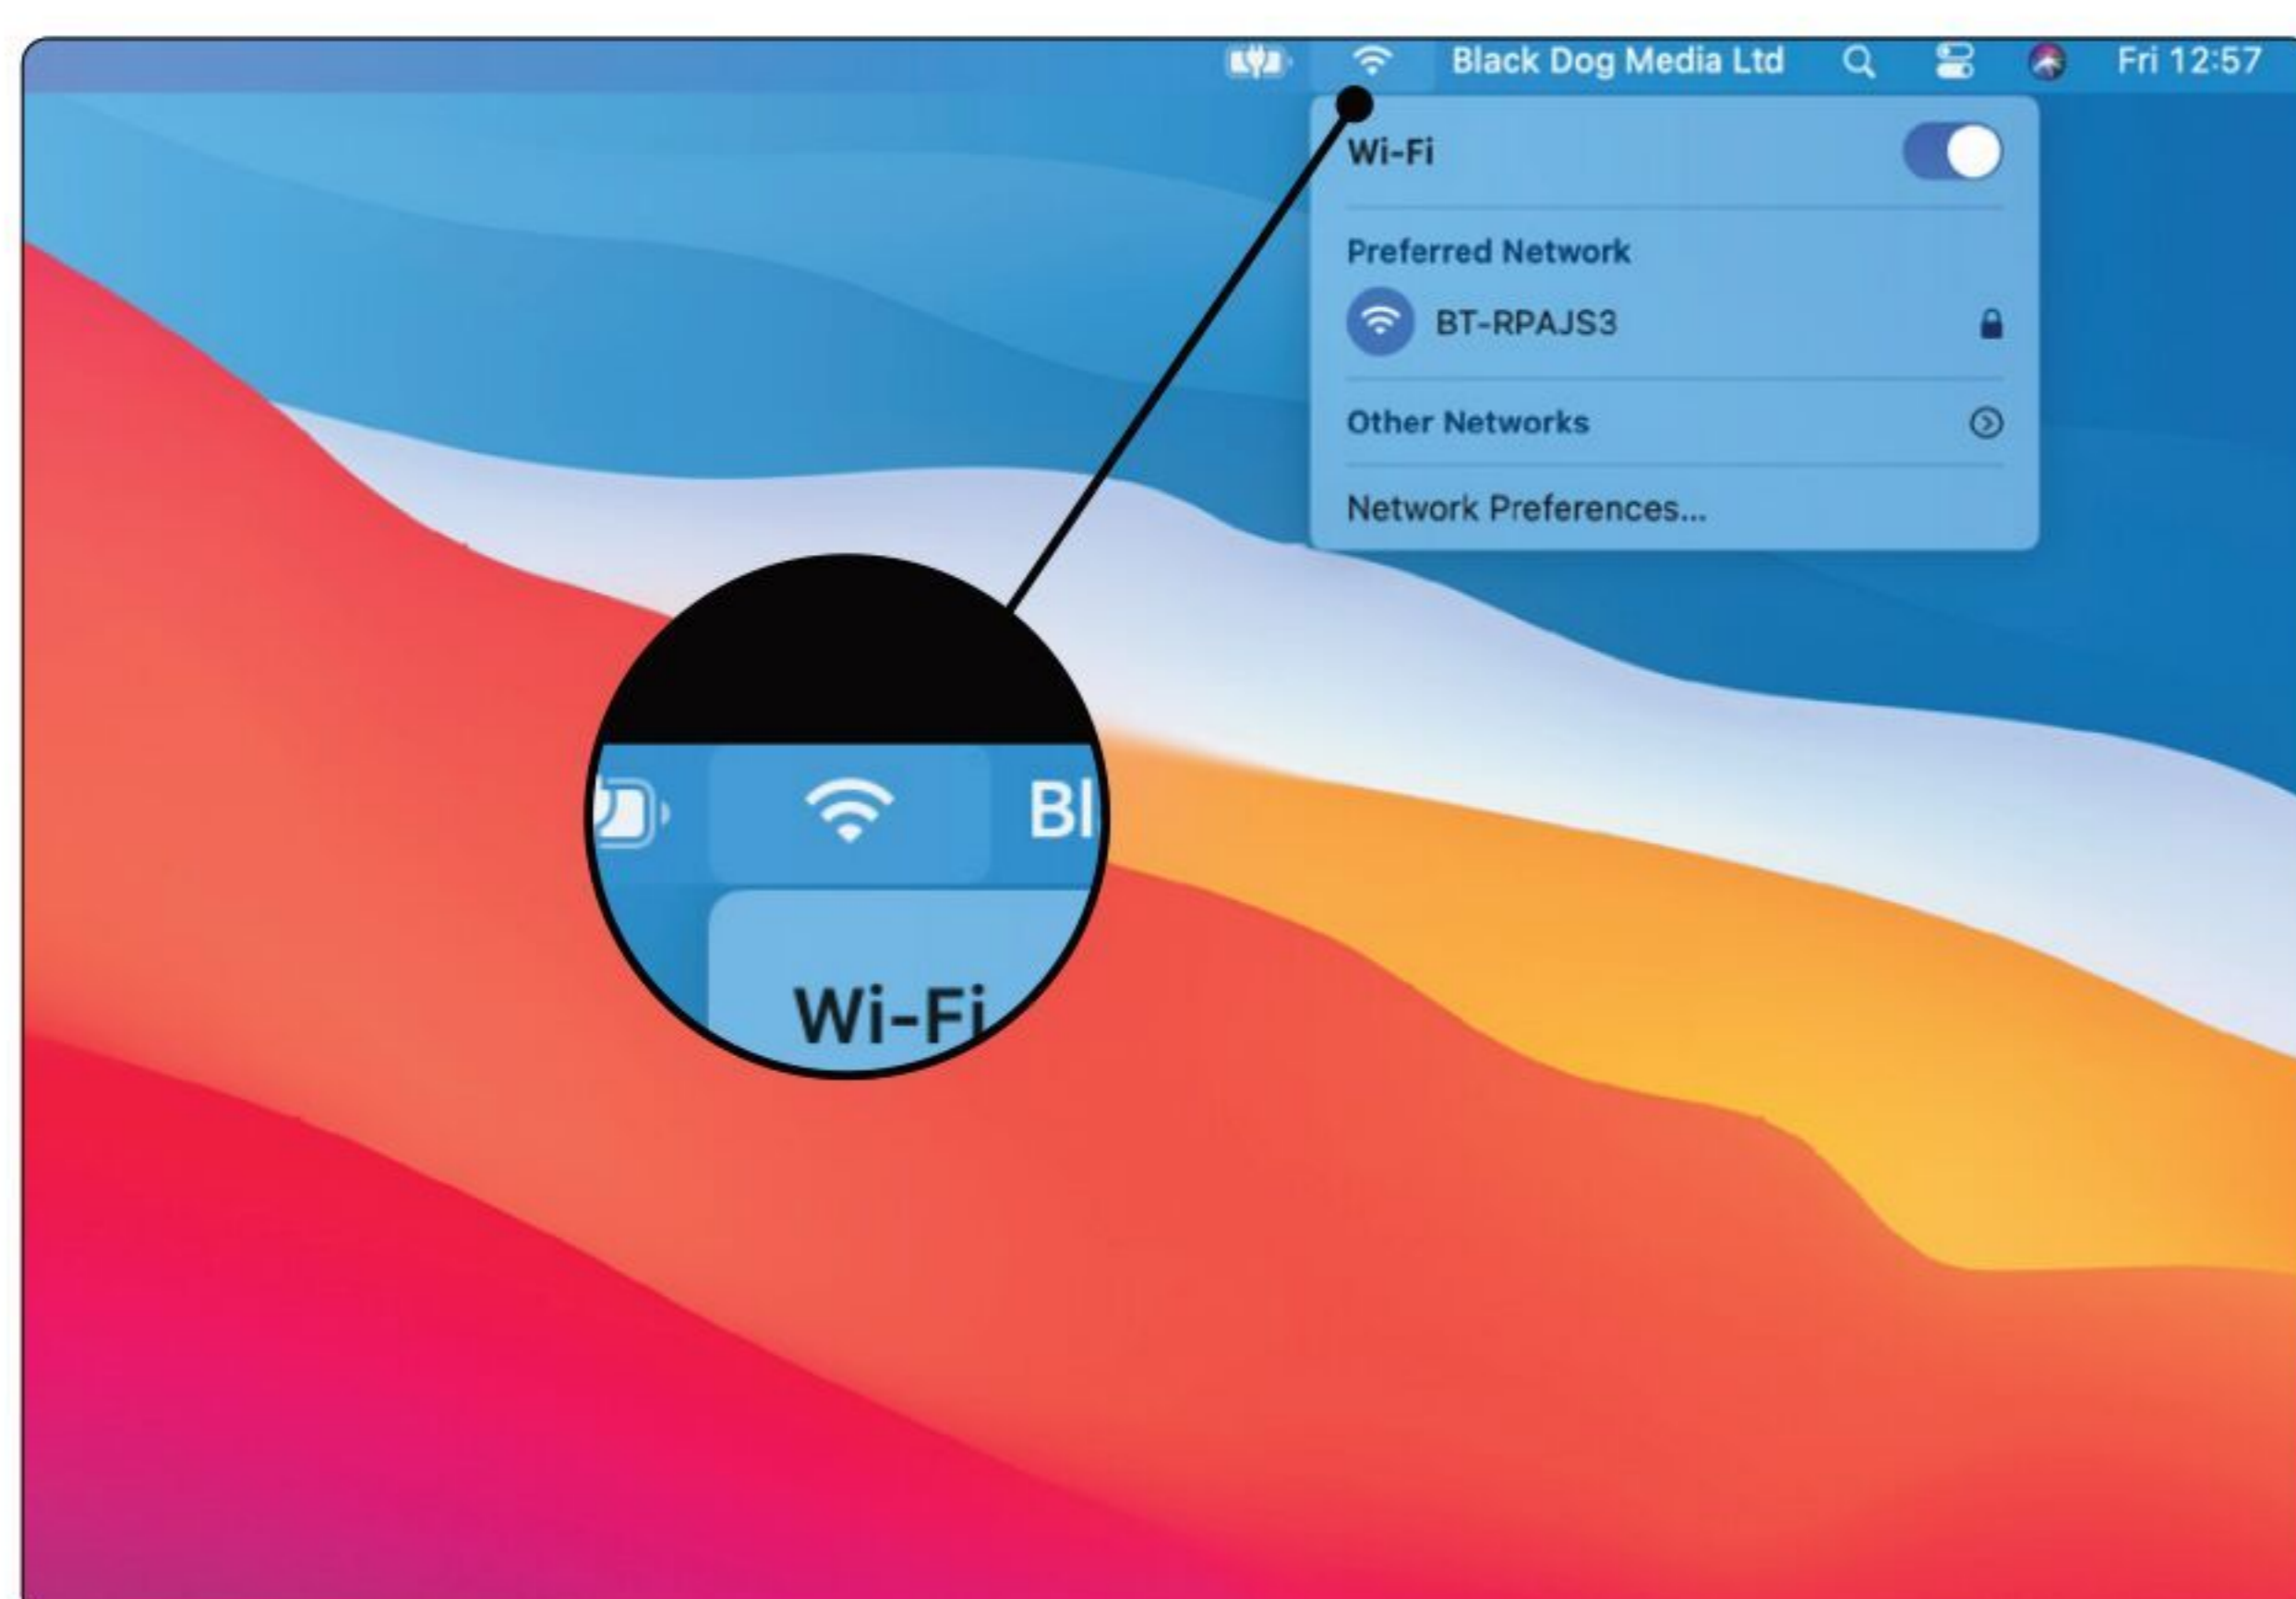 Black Dog Media Ltd Fri 12:57
Wi-Fi
Preferred Network
BT-RPAJS3
Other Networks
Network Preferences...
Bl
Wi-Fi